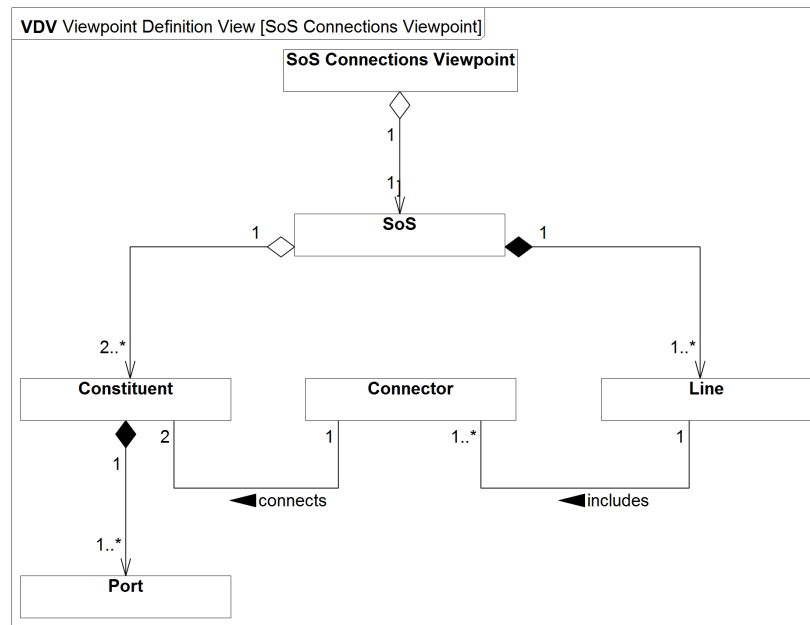 VDV Viewpoint Definition View [SoS Connections Viewpoint]
SoS Connections Viewpoint
1
1
SoS
1
1
2..*
1..*
Constituent
Connector
Line
2
1
1..*
1
1
connects
includes
1..*
Port